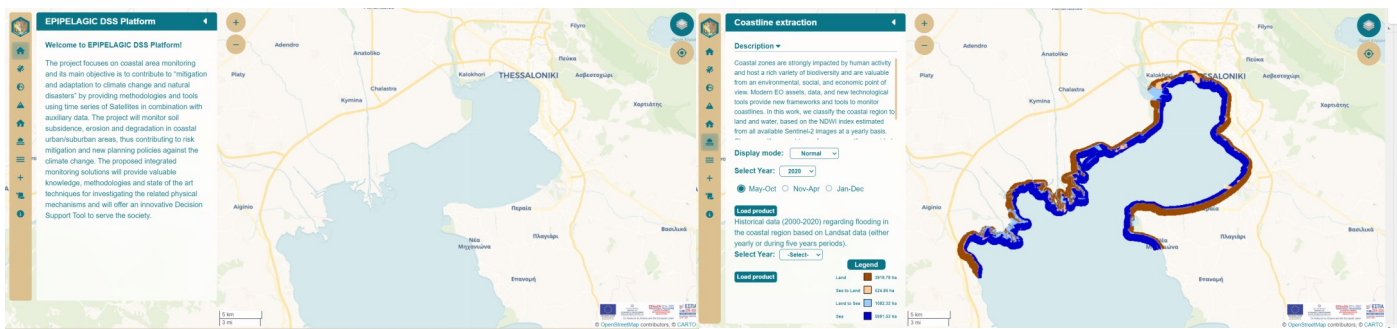 EPIPELAGIC DSS Platform
Welcome to EPIPELAGIC DSS Platform!
The project focuses on coastal area monitoring
and its main objective is to contribute to "mitigation
and adaptation to climate change and natural
disasters" by providing methodologies and tools
using time series of Satellites in combination with
auxiliary data. The project will monitor soil
subsidence, erosion and degradation in coastal
urban/suburban areas, thus contributing to risk
mitigation and new planning policies against the
climate change. The proposed integrated
monitoring solutions will provide valuable
knowledge, methodologies and state of the art
techniques for investigating the related physical
mechanisms and will offer an innovative Decision
Support Tool to serve the society.
+
−
Filyro
Adendro
Anatoliko
Πεύκα
Platy
Kalokhori
THESSALONIKI
Ασβεστοχώρι
Chalastra
Kymina
Χορτιάτης
Aiginio
Περαία
Βασιλικά
Νέα
Μηχανιώνα
Πλαγιάρι
Επανομή
5 km
3 mi
© OpenStreetMap contributors, © CARTO
Coastline extraction
Description
Coastal zones are strongly impacted by human activity
and host a rich variety of biodiversity and are valuable
from an environmental, social, and economic point of
view. Modern EO assets, data, and new technological
tools provide new frameworks and tools to monitor
coastlines. In this work, we classify the coastal region to
land and water, based on the NDWI index estimated
from all available Sentinel-2 images at a yearly basis.
Display mode: Normal
Select Year: 2020
May-Oct Nov-Apr Jan-Dec
Load product
Historical data (2000-2020) regarding flooding in
the coastal region based on Landsat data (either
yearly or during five years periods).
Select Year: -Select-
Load product
Legend
Land
Sea to Land
Land to Sea
Sea
+
−
Filyro
Adendro
Anatoliko
Πεύκα
Platy
Kalokhori
SSALONIKI
Ασβεστοχώρι
Chalastra
Kymina
Χορτιάτης
Aiginio
Περαία
Βασιλικά
Νέα
Πλαγιάρι
Επανομή
5 km
3 mi
© OpenStreetMap contributors, © CARTO